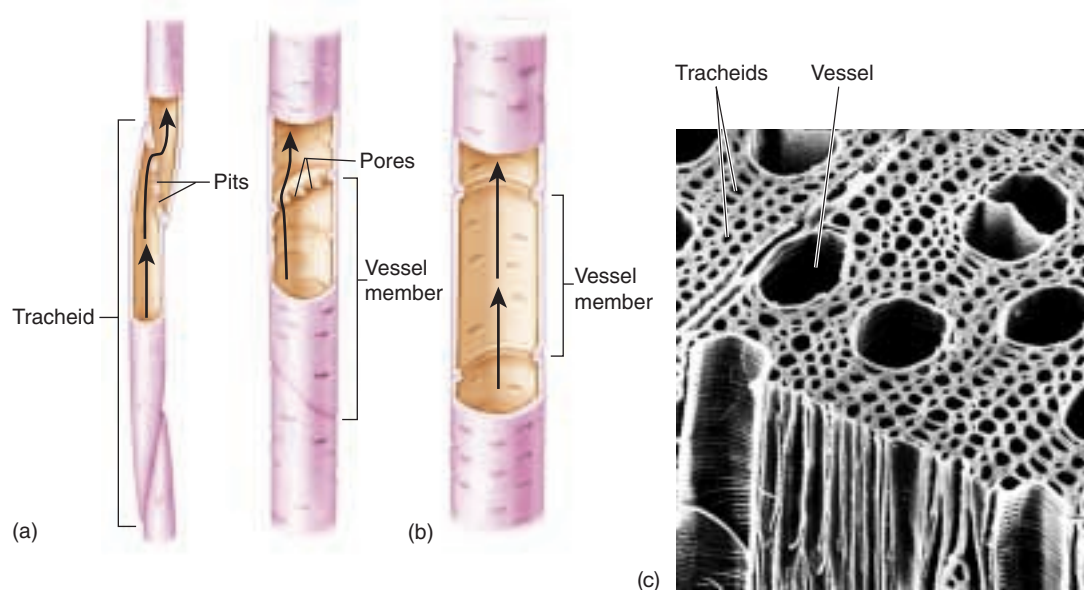 Tracheids
Vessel
Pores
Pits
Vessel
member
Vessel
member
Tracheid
(a)
(b)
(c)